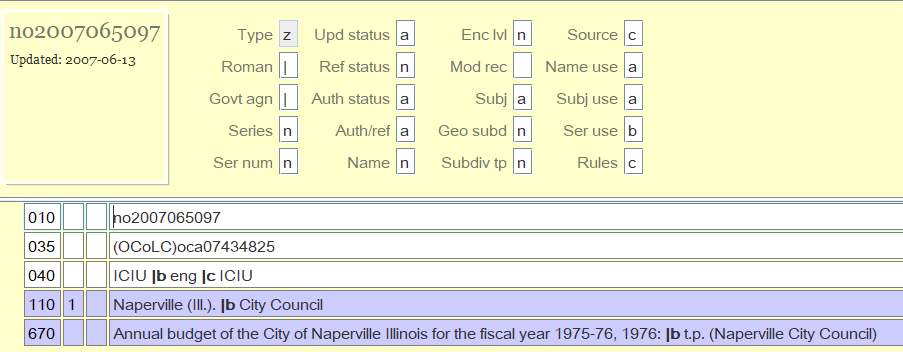 no2007065097
Updated: 2007-06-13
Type z Upd status a Enc lvl n Source c
Roman | Ref status n Mod rec Name use a
Govt agn | Auth status a Subj a Subj use a
Series n Auth/ref a Geo subd n Ser use b
Ser num n Name n Subdiv tp n Rules c
010 no2007065097
035 (OCoLC)oca07434825
040 ICIU |b eng |c ICIU
110 1 Naperville (Ill.). |b City Council
670 Annual budget of the City of Naperville Illinois for the fiscal year 1975-76, 1976: |b t.p. (Naperville City Council)